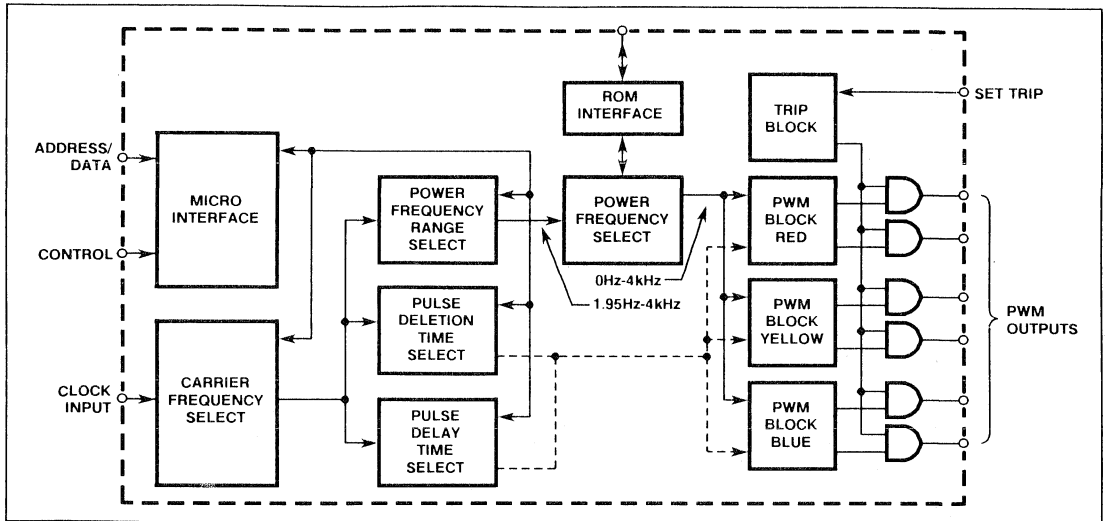 ROM
INTERFACE
TRIP
BLOCK
SET TRIP
ADDRESS/
DATA
MICRO
INTERFACE
CONTROL
POWER
FREQUENCY
RANGE
SELECT
POWER
FREQUENCY
SELECT
0Hz-4kHz
1.95Hz-4kHz
PWM
BLOCK
RED
PULSE
DELETION
TIME
SELECT
PWM
BLOCK
YELLOW
PWM
OUTPUTS
CLOCK
INPUT
CARRIER
FREQUENCY
SELECT
PULSE
DELAY
TIME
SELECT
PWM
BLOCK
BLUE